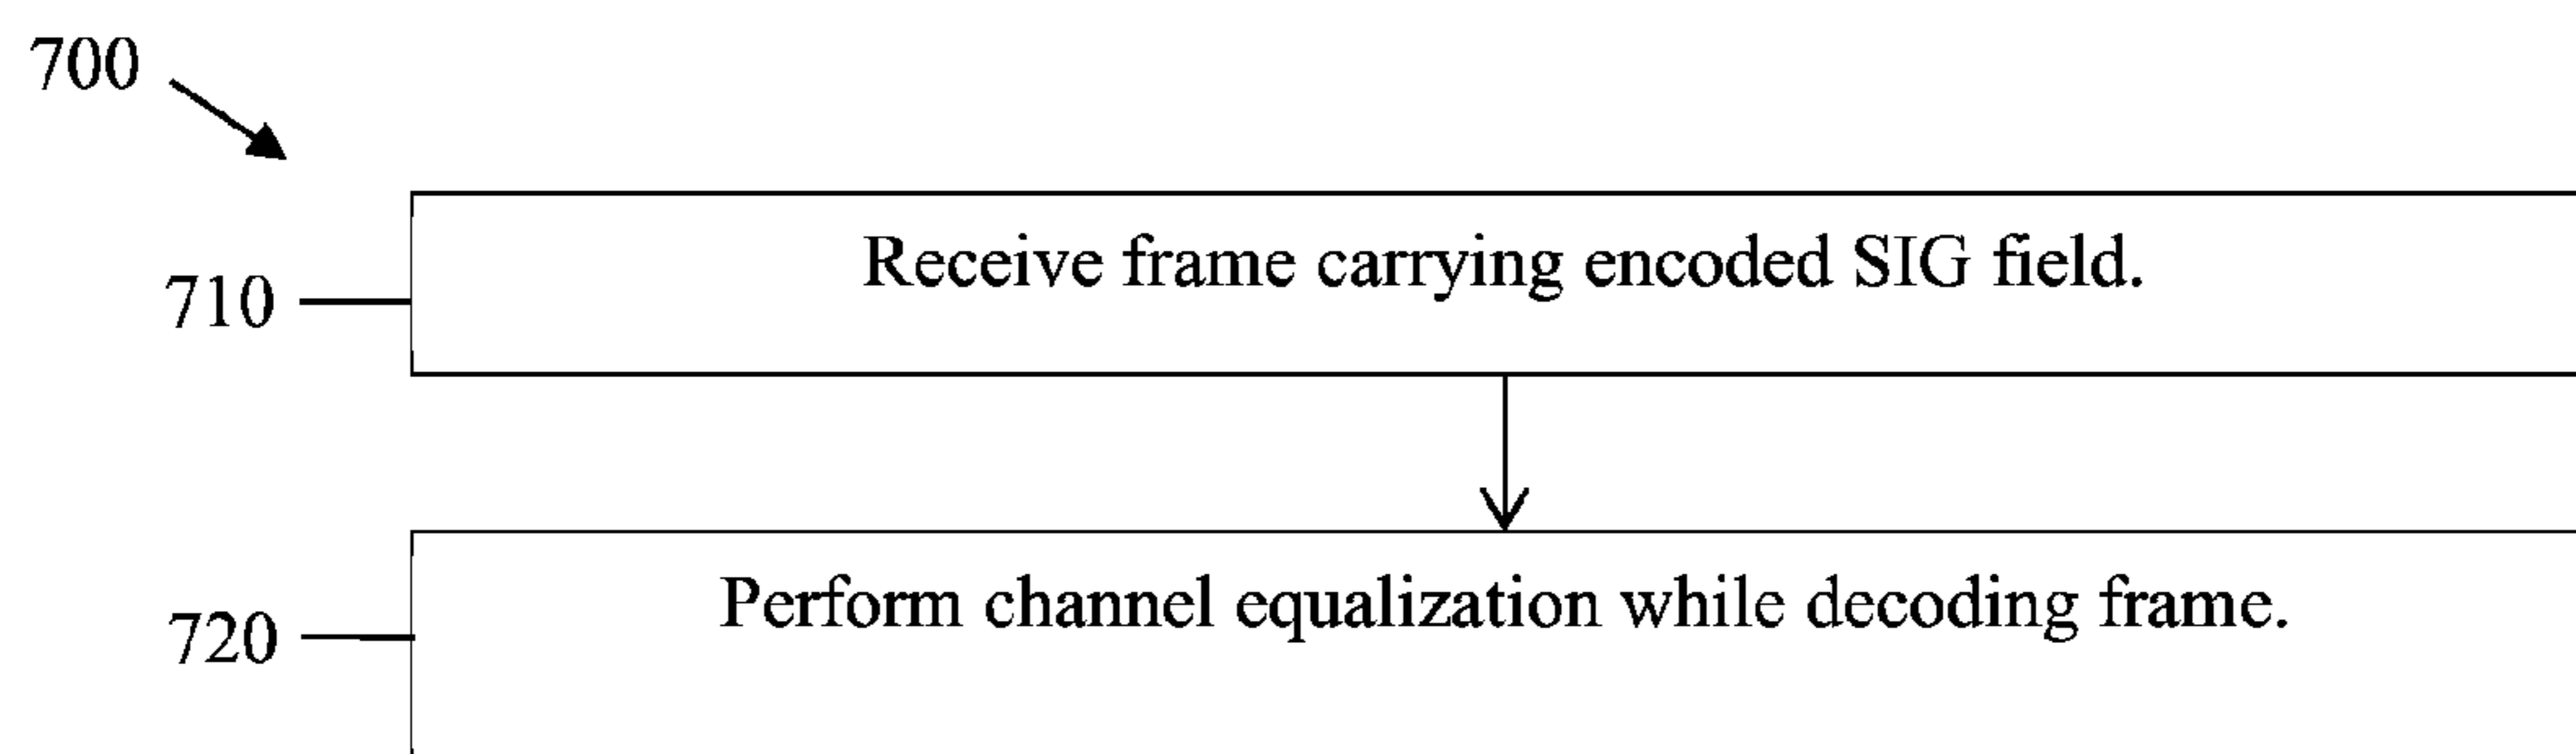 700
710
Receive frame carrying encoded SIG field.
720
Perform channel equalization while decoding frame.